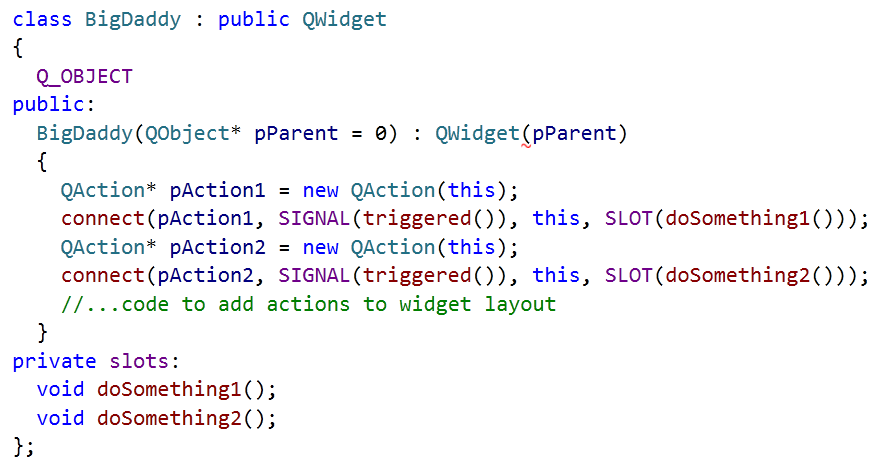 class BigDaddy : public QWidget
{
  Q_OBJECT
public:
  BigDaddy(QObject* pParent = 0) : QWidget(pParent)
  {
    QAction* pAction1 = new QAction(this);
    connect(pAction1, SIGNAL(triggered()), this, SLOT(doSomething1()));
    QAction* pAction2 = new QAction(this);
    connect(pAction2, SIGNAL(triggered()), this, SLOT(doSomething2()));
    //...code to add actions to widget layout
  }
private slots:
  void doSomething1();
  void doSomething2();
};